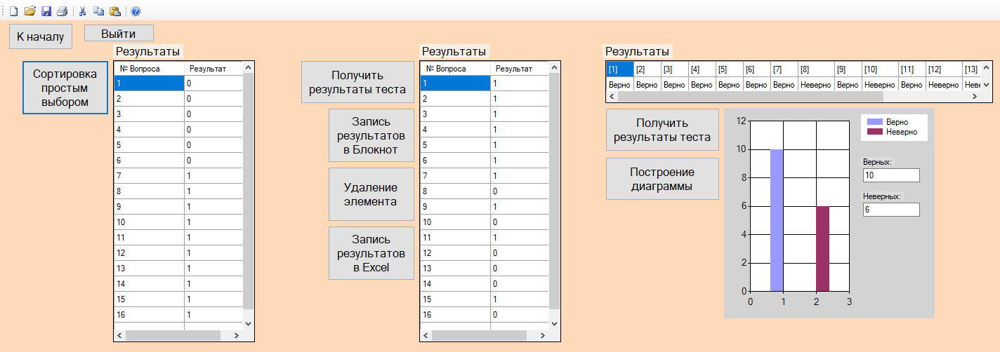 К началу
Выйти
Результаты
Сортировка
простым
выбором
№ Вопроса Результат
1 0
2 0
3 0
4 0
5 0
6 0
7 1
8 1
9 1
10 1
11 1
12 1
13 1
14 1
15 1
16 1
Получить
результаты теста
Запись
результатов
в Блокнот
Удаление
элемента
Запись
результатов
в Excel
Результаты
№ Вопроса Результат
1 1
2 1
3 1
4 1
5 1
6 1
7 1
8 0
9 1
10 0
11 1
12 0
13 0
14 0
15 1
16 0
Результаты
[1] [2] [3] [4] [5] [6] [7] [8] [9] [10] [11] [12] [13]
Верно Верно Верно Верно Верно Верно Верно Неверно Верно Неверно Верно Неверно Неве
Получить
результаты теста
Построение
диаграммы
12
10
8
6
4
2
0
0 1 2 3
Верно
Неверно
Верных:
10
Неверных:
6